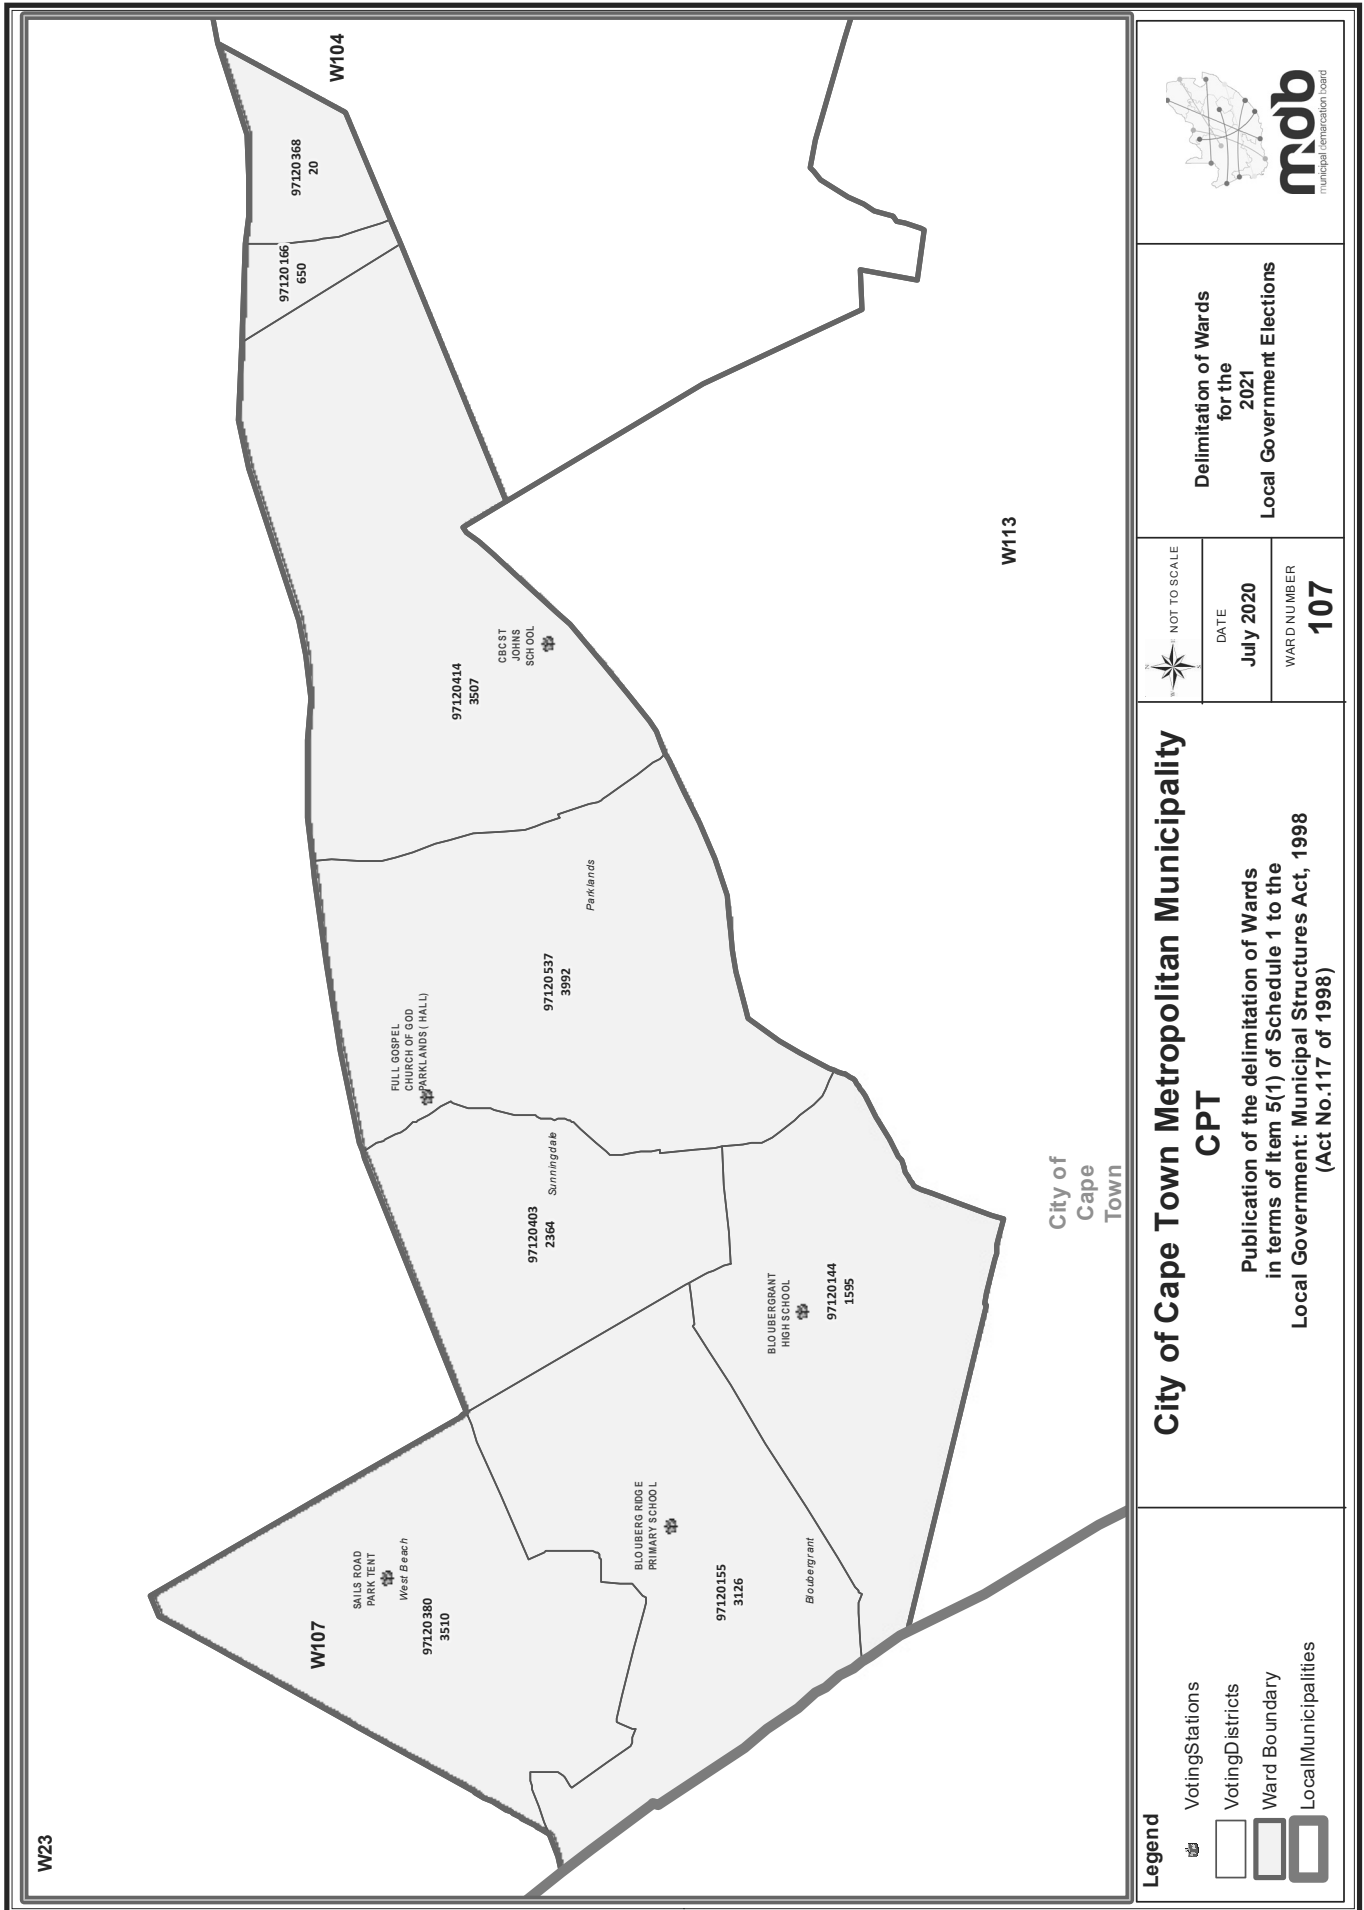 W23
W104
W107
W113
97120368
20
97120166
650
97120414
3507
CBC ST
JOHNS
SCHOOL
Parklands
97120537
3992
FULL GOSPEL
CHURCH OF GOD
PARKLANDS (HALL)
Sunningdale
97120403
2364
BLOUBERGRANT
HIGH SCHOOL
97120144
1595
BLOUBERG RIDGE
PRIMARY SCHOOL
97120155
3126
Bloubergrant
SAILS ROAD
PARK TENT
West Beach
97120380
3510
City of
Cape
Town
Legend
VotingStations
VotingDistricts
Ward Boundary
LocalMunicipalities
City of Cape Town Metropolitan Municipality
CPT
Publication of the delimitation of Wards
in terms of Item 5(1) of Schedule 1 to the
Local Government: Municipal Structures Act, 1998
(Act No.117 of 1998)
N
W E
S
NOT TO SCALE
DATE
July 2020
WARD NUMBER
107
Delimitation of Wards
for the
2021
Local Government Elections
mdb
municipal demarcation board